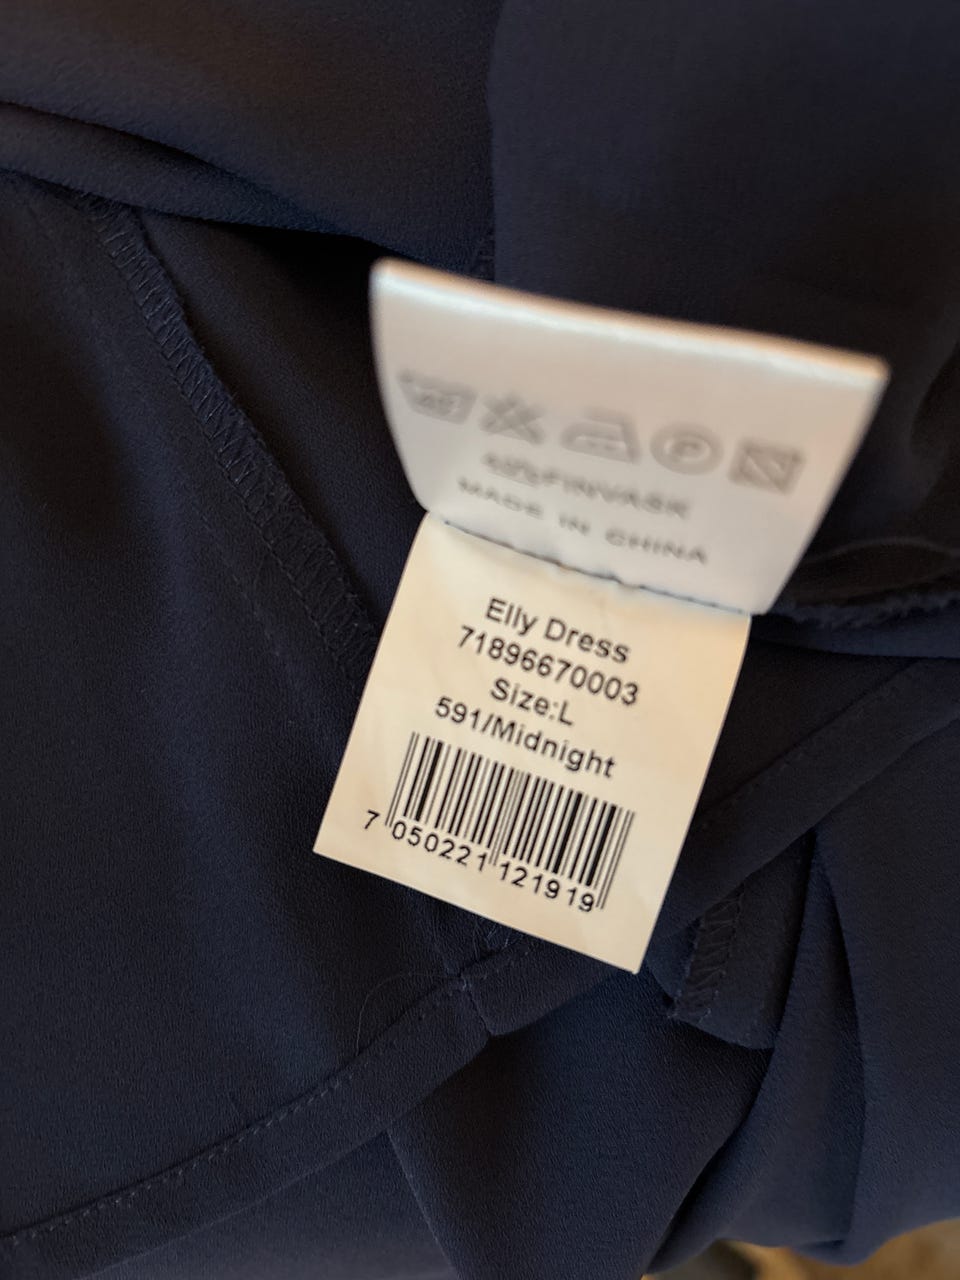 40° FINVASK
MADE IN CHINA
Elly Dress
71896670003
Size:L
591/Midnight
7 050221 121919